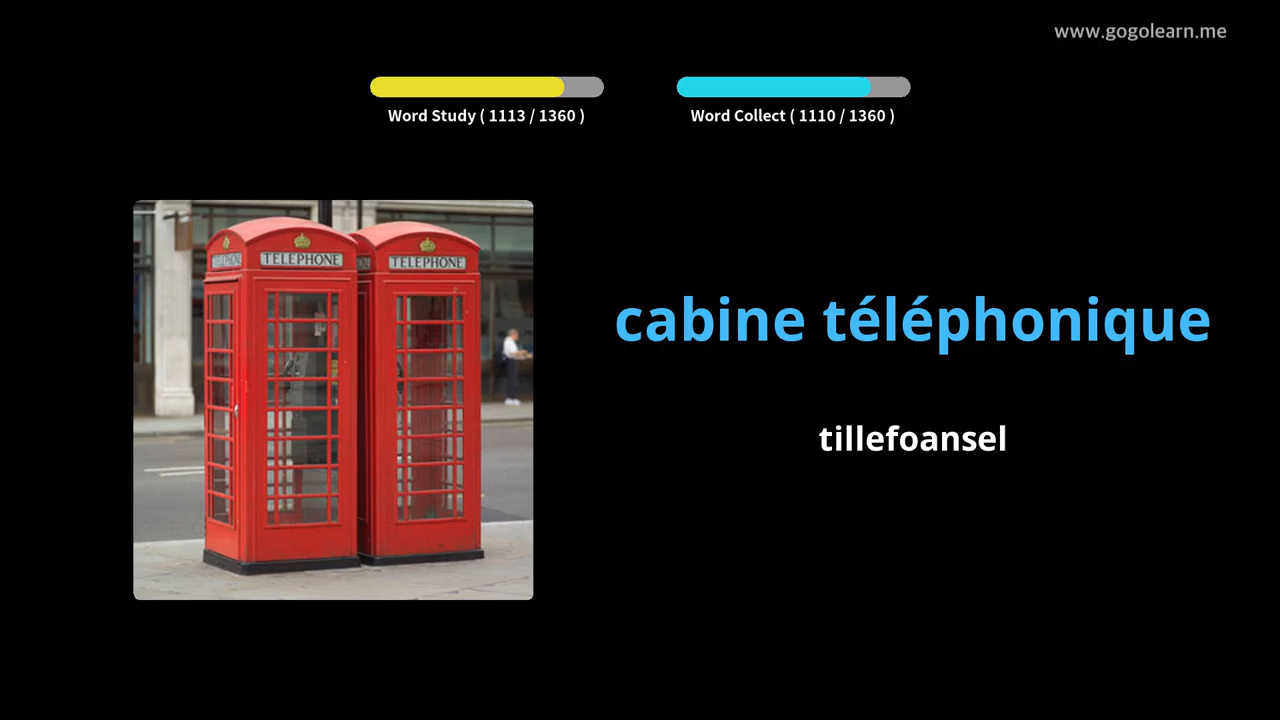 www.gogolearn.me
Word Study ( 1113 / 1360 )
Word Collect ( 1110 / 1360 )
TELEPHONE
TELEPHONE
cabine téléphonique
tillefoansel